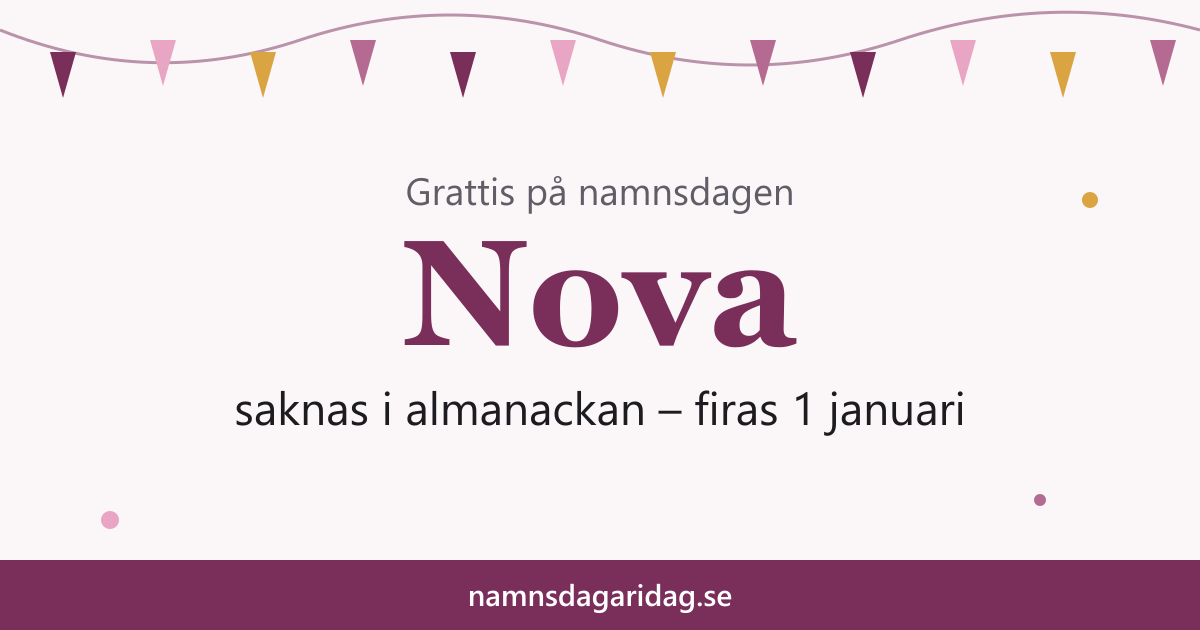 Grattis på namnsdagen
Nova
saknas i almanackan – firas 1 januari
namnsdagaridag.se